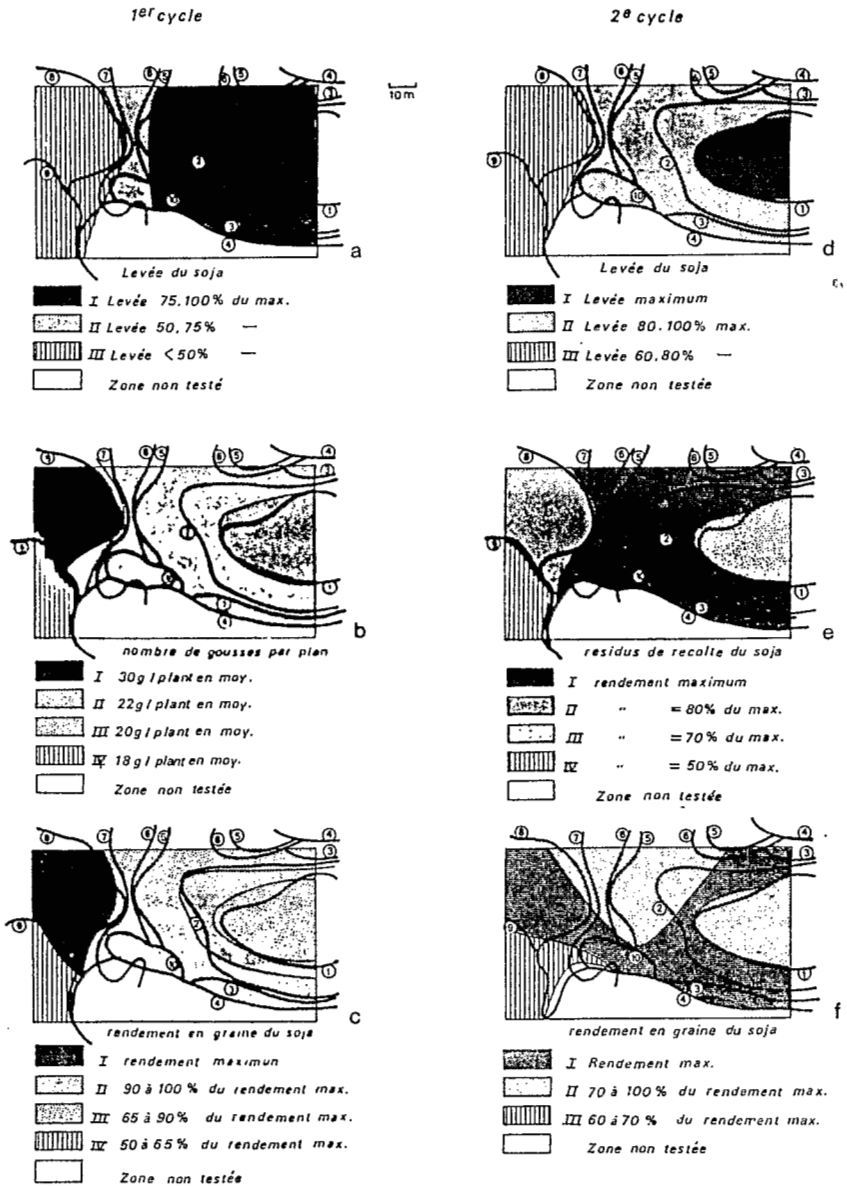 1er cycle
2e cycle
10 m
a
Levée du soja
I Levée 75.100% du max.
II Levée 50.75% —
III Levée <50% —
Zone non testé
d
Levée du soja
I Levée maximum
II Levée 80.100% max.
III Levée 60.80% —
Zone non testée
b
nombre de gousses par plan
I 30g/plant en moy.
II 22g/plant en moy.
III 20g/plant en moy.
IV 18g/plant en moy.
Zone non testée
e
residus de recolte du soja
I rendement maximum
II " = 80% du max.
III " = 70% du max.
IV " = 50% du max.
Zone non testée
c
rendement en graine du soja
I rendement maximun
II 90 à 100 % du rendement max.
III 65 à 90% du rendement max.
IV 50 à 65% du rendement max.
Zone non testée
f
rendement en graine du soja
I Rendement max.
II 70 à 100% du rendement max.
III 60 à 70% du rendement max.
Zone non testée